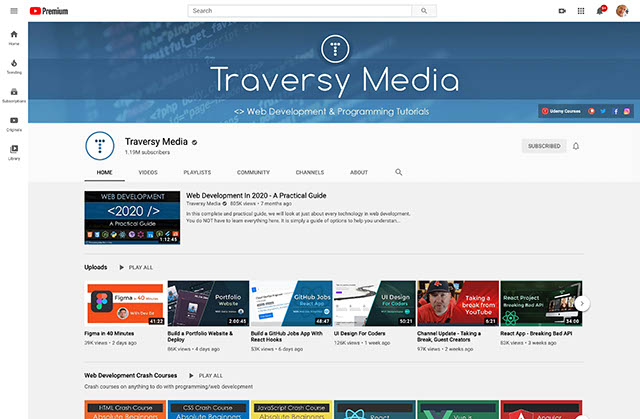 Premium
Search
Home
Trending
Subscriptions
Originals
Library
Traversy Media
<> Web Development & Programming Tutorials
Udemy Courses
Traversy Media
1.19M subscribers
SUBSCRIBED
HOME VIDEOS PLAYLISTS COMMUNITY CHANNELS ABOUT
WEB DEVELOPMENT
<2020 />
A Practical Guide
1:12:45
Web Development In 2020 - A Practical Guide
Traversy Media 805K views • 7 months ago
In this complete and practical guide, we will look at just about every technology in web development.
You do NOT have to learn everything here. It is simply a guide of options to help you understan...
Uploads PLAY ALL
Figma
in 40
Minutes
With Dev Ed
41:22
Portfolio
Website
2:00:45
GitHub Jobs
React App
48:47
UI Design
For Coders
50:21
Taking a
break from
YouTube
6:21
React Project
Breaking Bad API
54:00
Figma in 40 Minutes
26K views • 2 days ago
Build a Portfolio Website &
Deploy
86K views • 4 days ago
Build a GitHub Jobs App With
React Hooks
53K views • 6 days ago
UI Design For Coders
126K views • 1 week ago
Channel Update - Taking a
Break, Guest Creators
97K views • 2 weeks ago
React App - Breaking Bad API
83K views • 3 weeks ago
Web Development Crash Courses PLAY ALL
Crash courses on anything to do with programming/web development
HTML Crash Course
Absolute Beginners
CSS Crash Course
Absolute Beginners
JavaScript Crash Course
Absolute Beginners
React
Vue.js
Angular